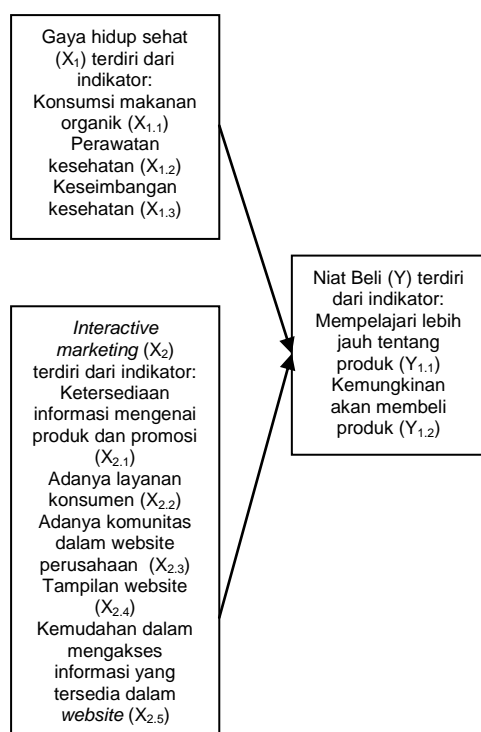 Gaya hidup sehat
(X1) terdiri dari
indikator:
Konsumsi makanan
organik (X1.1)
Perawatan
kesehatan (X1.2)
Keseimbangan
kesehatan (X1.3)
Interactive
marketing (X2)
terdiri dari indikator:
Ketersediaan
informasi mengenai
produk dan promosi
(X2.1)
Adanya layanan
konsumen (X2.2)
Adanya komunitas
dalam website
perusahaan (X2.3)
Tampilan website
(X2.4)
Kemudahan dalam
mengakses
informasi yang
tersedia dalam
website (X2.5)
Niat Beli (Y) terdiri
dari indikator:
Mempelajari lebih
jauh tentang
produk (Y1.1)
Kemungkinan
akan membeli
produk (Y1.2)